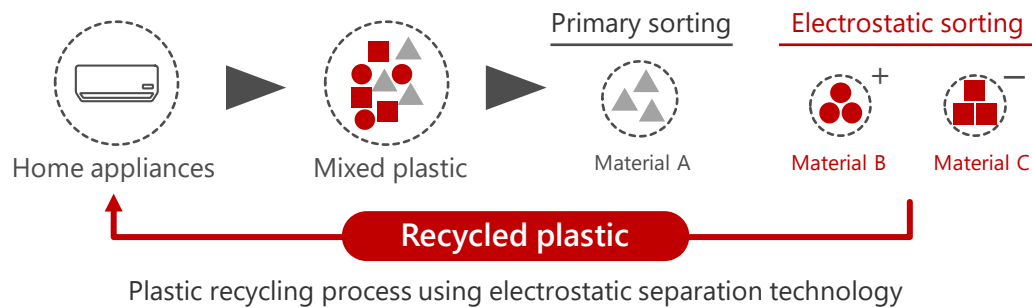 Primary sorting
Electrostatic sorting
+
−
Home appliances
Mixed plastic
Material A
Material B
Material C
Recycled plastic
Plastic recycling process using electrostatic separation technology